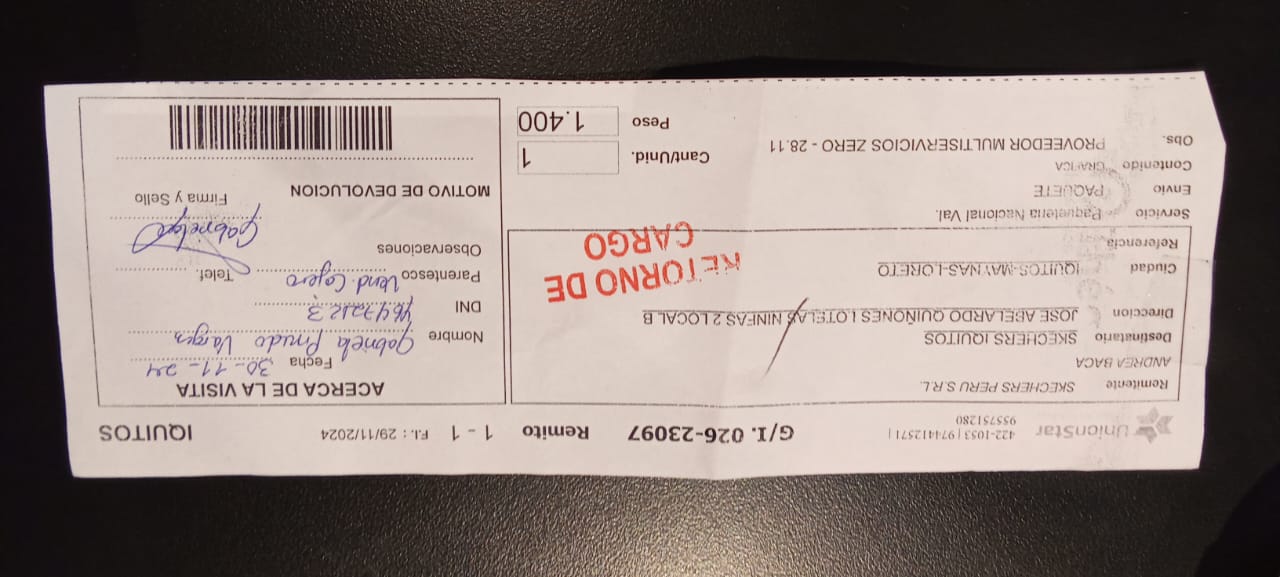 UnionStar
422-1053 | 974412571 |
955751280
G/I. 026-23097
Remito 1 - 1
F.I.: 29/11/2024
IQUITOS
Remitente SKECHERS PERU S.R.L.
ANDREA BACA
Destinatario SKECHERS IQUITOS
Direccion JOSE ABELARDO QUIÑONES LOTELAS NINFAS 2 LOCAL B
Ciudad IQUITOS-MAYNAS-LORETO
Referencia
RETORNO DE
CARGO
Servicio Paqueteria Nacional Val.
Envio PAQUETE
Contenido GRAFICA
Obs. PROVEEDOR MULTISERVICIOS ZERO - 28.11
Cant/Unid. 1
Peso 1.400
ACERCA DE LA VISITA
Fecha 30-11-24
Nombre Gabriela Vargas
DNI
Parentesco Vend. Cajero Telef.
Observaciones
Gabriela
Firma y Sello
MOTIVO DE DEVOLUCION